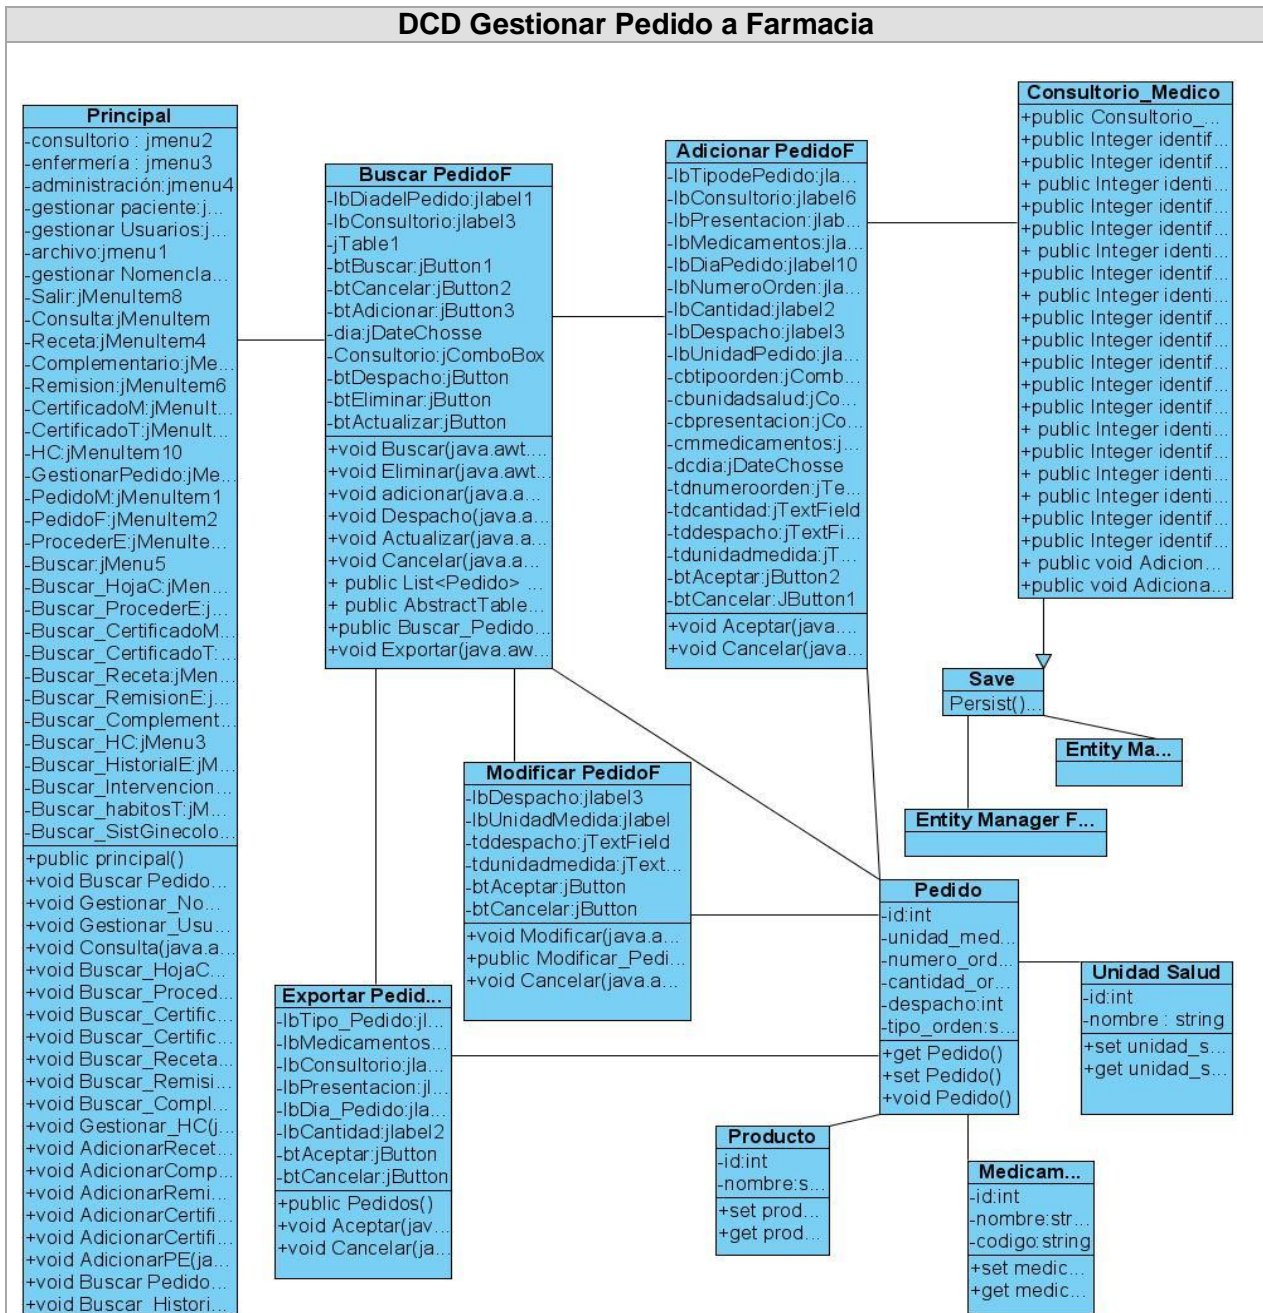 DCD Gestionar Pedido a Farmacia
Principal
-consultorio : jmenu2
-enfermería : jmenu3
-administración:jmenu4
-gestionar paciente:j...
-gestionar Usuarios:j...
-archivo:jmenu1
-gestionar Nomencla...
-Salir:jMenuItem8
-Consulta:jMenuItem
-Receta:jMenuItem4
-Complementario:jMe...
-Remision:jMenuItem6
-CertificadoM:jMenuIt...
-CertificadoT:jMenuIt...
-HC:jMenuItem10
-GestionarPedido:jMe...
-PedidoM:jMenuItem1
-PedidoF:jMenuItem2
-ProcederE:jMenuIte...
-Buscar:jMenu5
-Buscar_HojaC:jMen...
-Buscar_ProcederE:j...
-Buscar_CertificadoM...
-Buscar_CertificadoT:...
-Buscar_Receta:jMen...
-Buscar_RemisionE:j...
-Buscar_Complement...
-Buscar_HC:jMenu3
-Buscar_HistorialE:jM...
-Buscar_Intervencion...
-Buscar_habitosT:jM...
-Buscar_SistGinecolo...
+public principal()
+void Buscar Pedido...
+void Gestionar_No...
+void Gestionar_Usu...
+void Consulta(java.a...
+void Buscar_HojaC...
+void Buscar_Proced...
+void Buscar_Certific...
+void Buscar_Certific...
+void Buscar_Receta...
+void Buscar_Remisi...
+void Buscar_Compl...
+void Gestionar_HC(j...
+void AdicionarRecet...
+void AdicionarComp...
+void AdicionarRemi...
+void AdicionarCertifi...
+void AdicionarCertifi...
+void AdicionarPE(ja...
+void Buscar Pedido...
+void Buscar_Histori...
Buscar PedidoF
-lbDiadelPedido:jlabel1
-lbConsultorio:jlabel3
-jTable1
-btBuscar:jButton1
-btCancelar:jButton2
-btAdicionar:jButton3
-dia:jDateChosse
-Consultorio:jComboBox
-btDespacho:jButton
-btEliminar:jButton
-btActualizar:jButton
+void Buscar(java.awt....
+void Eliminar(java.awt...
+void adicionar(java.a...
+void Despacho(java.a...
+void Actualizar(java.a...
+void Cancelar(java.a...
+ public List<Pedido> ...
+ public AbstractTable...
+public Buscar_Pedido...
+void Exportar(java.aw...
Adicionar PedidoF
-lbTipodePedido:jla...
-lbConsultorio:jlabel6
-lbPresentacion:jlab...
-lbMedicamentos:jla...
-lbDiaPedido:jlabel10
-lbNumeroOrden:jla...
-lbCantidad:jlabel2
-lbDespacho:jlabel3
-lbUnidadPedido:jla...
-cbtipoorden:jComb...
-cbunidadsalud:jCo...
-cbpresentacion:jCo...
-cmmedicamentos:j...
-dcdia:jDateChosse
-tdnumeroorden:jTe...
-tdcantidad:jTextField
-tddespacho:jTextFi...
-tdunidadmedida:jT...
-btAceptar:jButton2
-btCancelar:JButton1
+void Aceptar(java....
+void Cancelar(java...
Consultorio_Medico
+public Consultorio_...
+public Integer identif...
+public Integer identif...
+ public Integer identi...
+public Integer identif...
+public Integer identif...
+ public Integer identi...
+public Integer identif...
+ public Integer identi...
+public Integer identif...
+public Integer identif...
+public Integer identif...
+public Integer identif...
+public Integer identif...
+ public Integer identi...
+public Integer identif...
+ public Integer identi...
+ public Integer identi...
+public Integer identif...
+public Integer identif...
+ public void Adicion...
+public void Adiciona...
Save
Persist()...
Entity Ma...
Entity Manager F...
Modificar PedidoF
-lbDespacho:jlabel3
-lbUnidadMedida:jlabel
-tddespacho:jTextField
-tdunidadmedida:jText...
-btAceptar:jButton
-btCancelar:jButton
+void Modificar(java.a...
+public Modificar_Pedi...
+void Cancelar(java.a...
Pedido
-id:int
-unidad_med...
-numero_ord...
-cantidad_or...
-despacho:int
-tipo_orden:s...
+get Pedido()
+set Pedido()
+void Pedido()
Unidad Salud
-id:int
-nombre : string
+set unidad_s...
+get unidad_s...
Exportar Pedid...
-lbTipo_Pedido:jl...
-lbMedicamentos...
-lbConsultorio:jla...
-lbPresentacion:jl...
-lbDia_Pedido:jla...
-lbCantidad:jlabel2
-btAceptar:jButton
-btCancelar:jButton
+public Pedidos()
+void Aceptar(jav...
+void Cancelar(ja...
Producto
-id:int
-nombre:s...
+set prod...
+get prod...
Medicam...
-id:int
-nombre:str...
-codigo:string
+set medic...
+get medic...